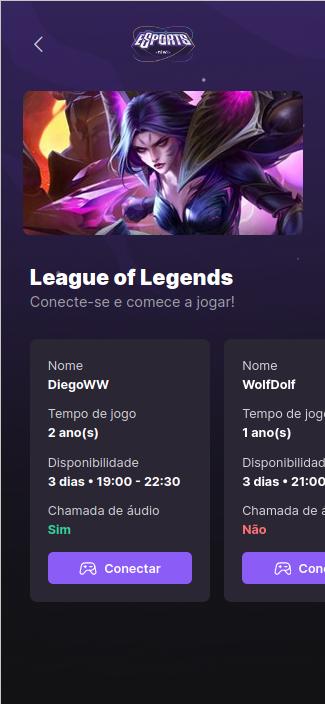 ESPORTS
-nlw-
League of Legends
Conecte-se e comece a jogar!
Nome
DiegoWW
Tempo de jogo
2 ano(s)
Disponibilidade
3 dias • 19:00 - 22:30
Chamada de áudio
Sim
Conectar
Nome
WolfDolf
Tempo de jogo
1 ano(s)
Disponibilidad
3 dias • 21:00
Chamada de a
Não
Con